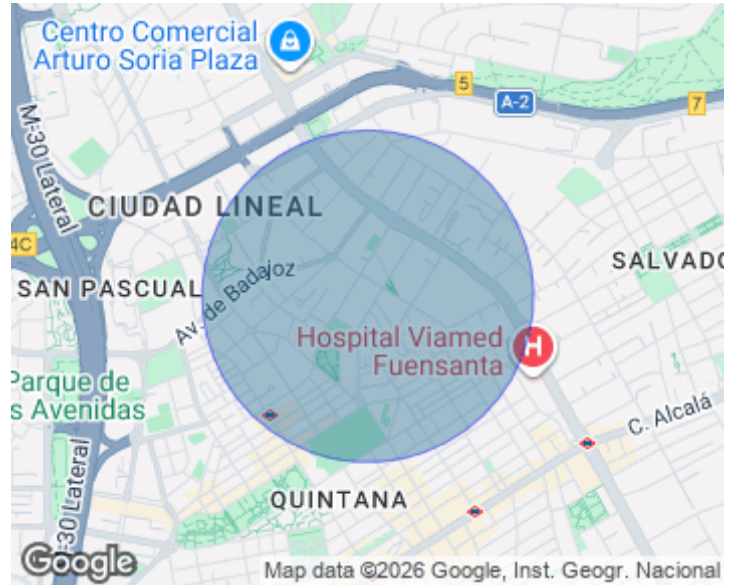 Centro Comercial
Arturo Soria Plaza
5
A-2
7
M-30 Lateral
CIUDAD LINEAL
4C
SALVADO
SAN PASCUAL
Av. de Badajoz
Hospital Viamed
Fuensanta
H
Parque de
s Avenidas
C. Alcalá
-30 Lateral
QUINTANA
Google
Map data ©2026 Google, Inst. Geogr. Nacional